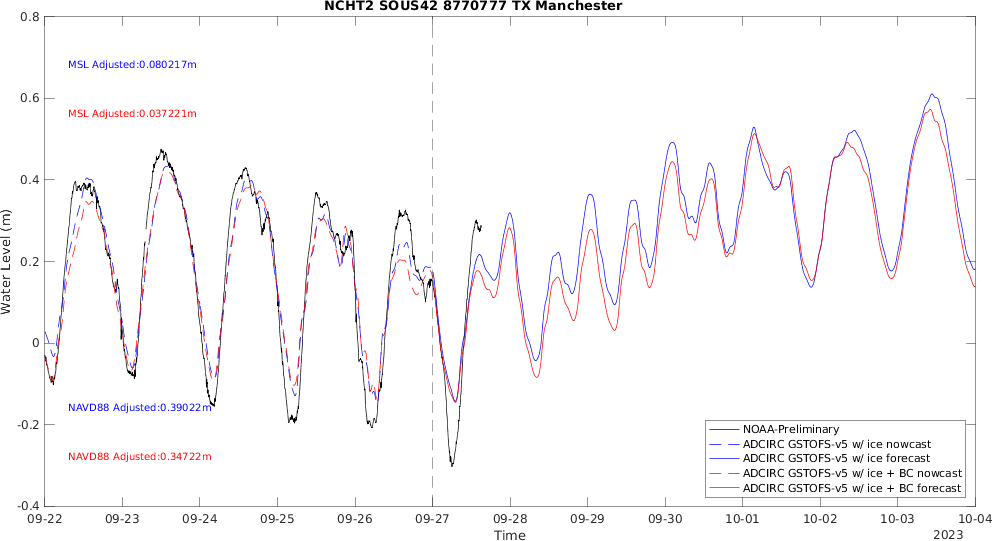 NCHT2 SOUS42 8770777 TX Manchester
0.8
0.6
0.4
0.2
0
-0.2
-0.4
Water Level (m)
MSL Adjusted:0.080217m
MSL Adjusted:0.037221m
NAVD88 Adjusted:0.39022m
NAVD88 Adjusted:0.34722m
NOAA-Preliminary
ADCIRC GSTOFS-v5 w/ ice nowcast
ADCIRC GSTOFS-v5 w/ ice forecast
ADCIRC GSTOFS-v5 w/ ice + BC nowcast
ADCIRC GSTOFS-v5 w/ ice + BC forecast
09-22 09-23 09-24 09-25 09-26 09-27 09-28 09-29 09-30 10-01 10-02 10-03 10-04
Time
2023